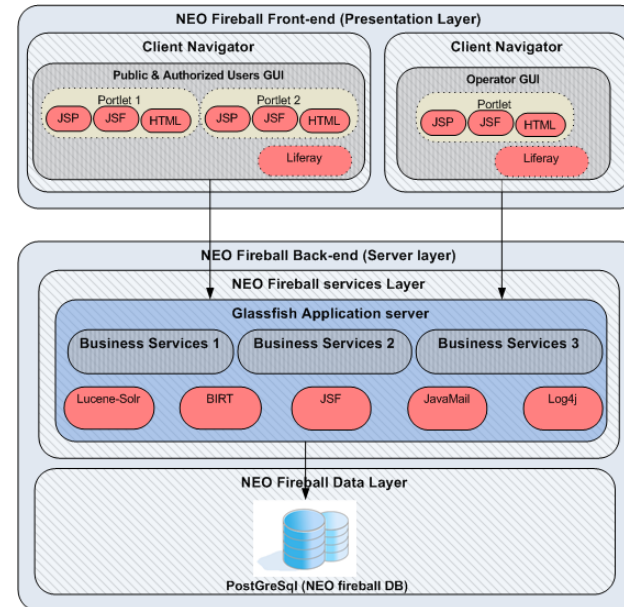 NEO Fireball Front-end (Presentation Layer)
Client Navigator
Public & Authorized Users GUI
Portlet 1
JSP
JSF
HTML
Portlet 2
JSP
JSF
HTML
Liferay
Client Navigator
Operator GUI
Portlet
JSP
JSF
HTML
Liferay
NEO Fireball Back-end (Server layer)
NEO Fireball services Layer
Glassfish Application server
Business Services 1
Business Services 2
Business Services 3
Lucene-Solr
BIRT
JSF
JavaMail
Log4j
NEO Fireball Data Layer
PostGreSql (NEO fireball DB)